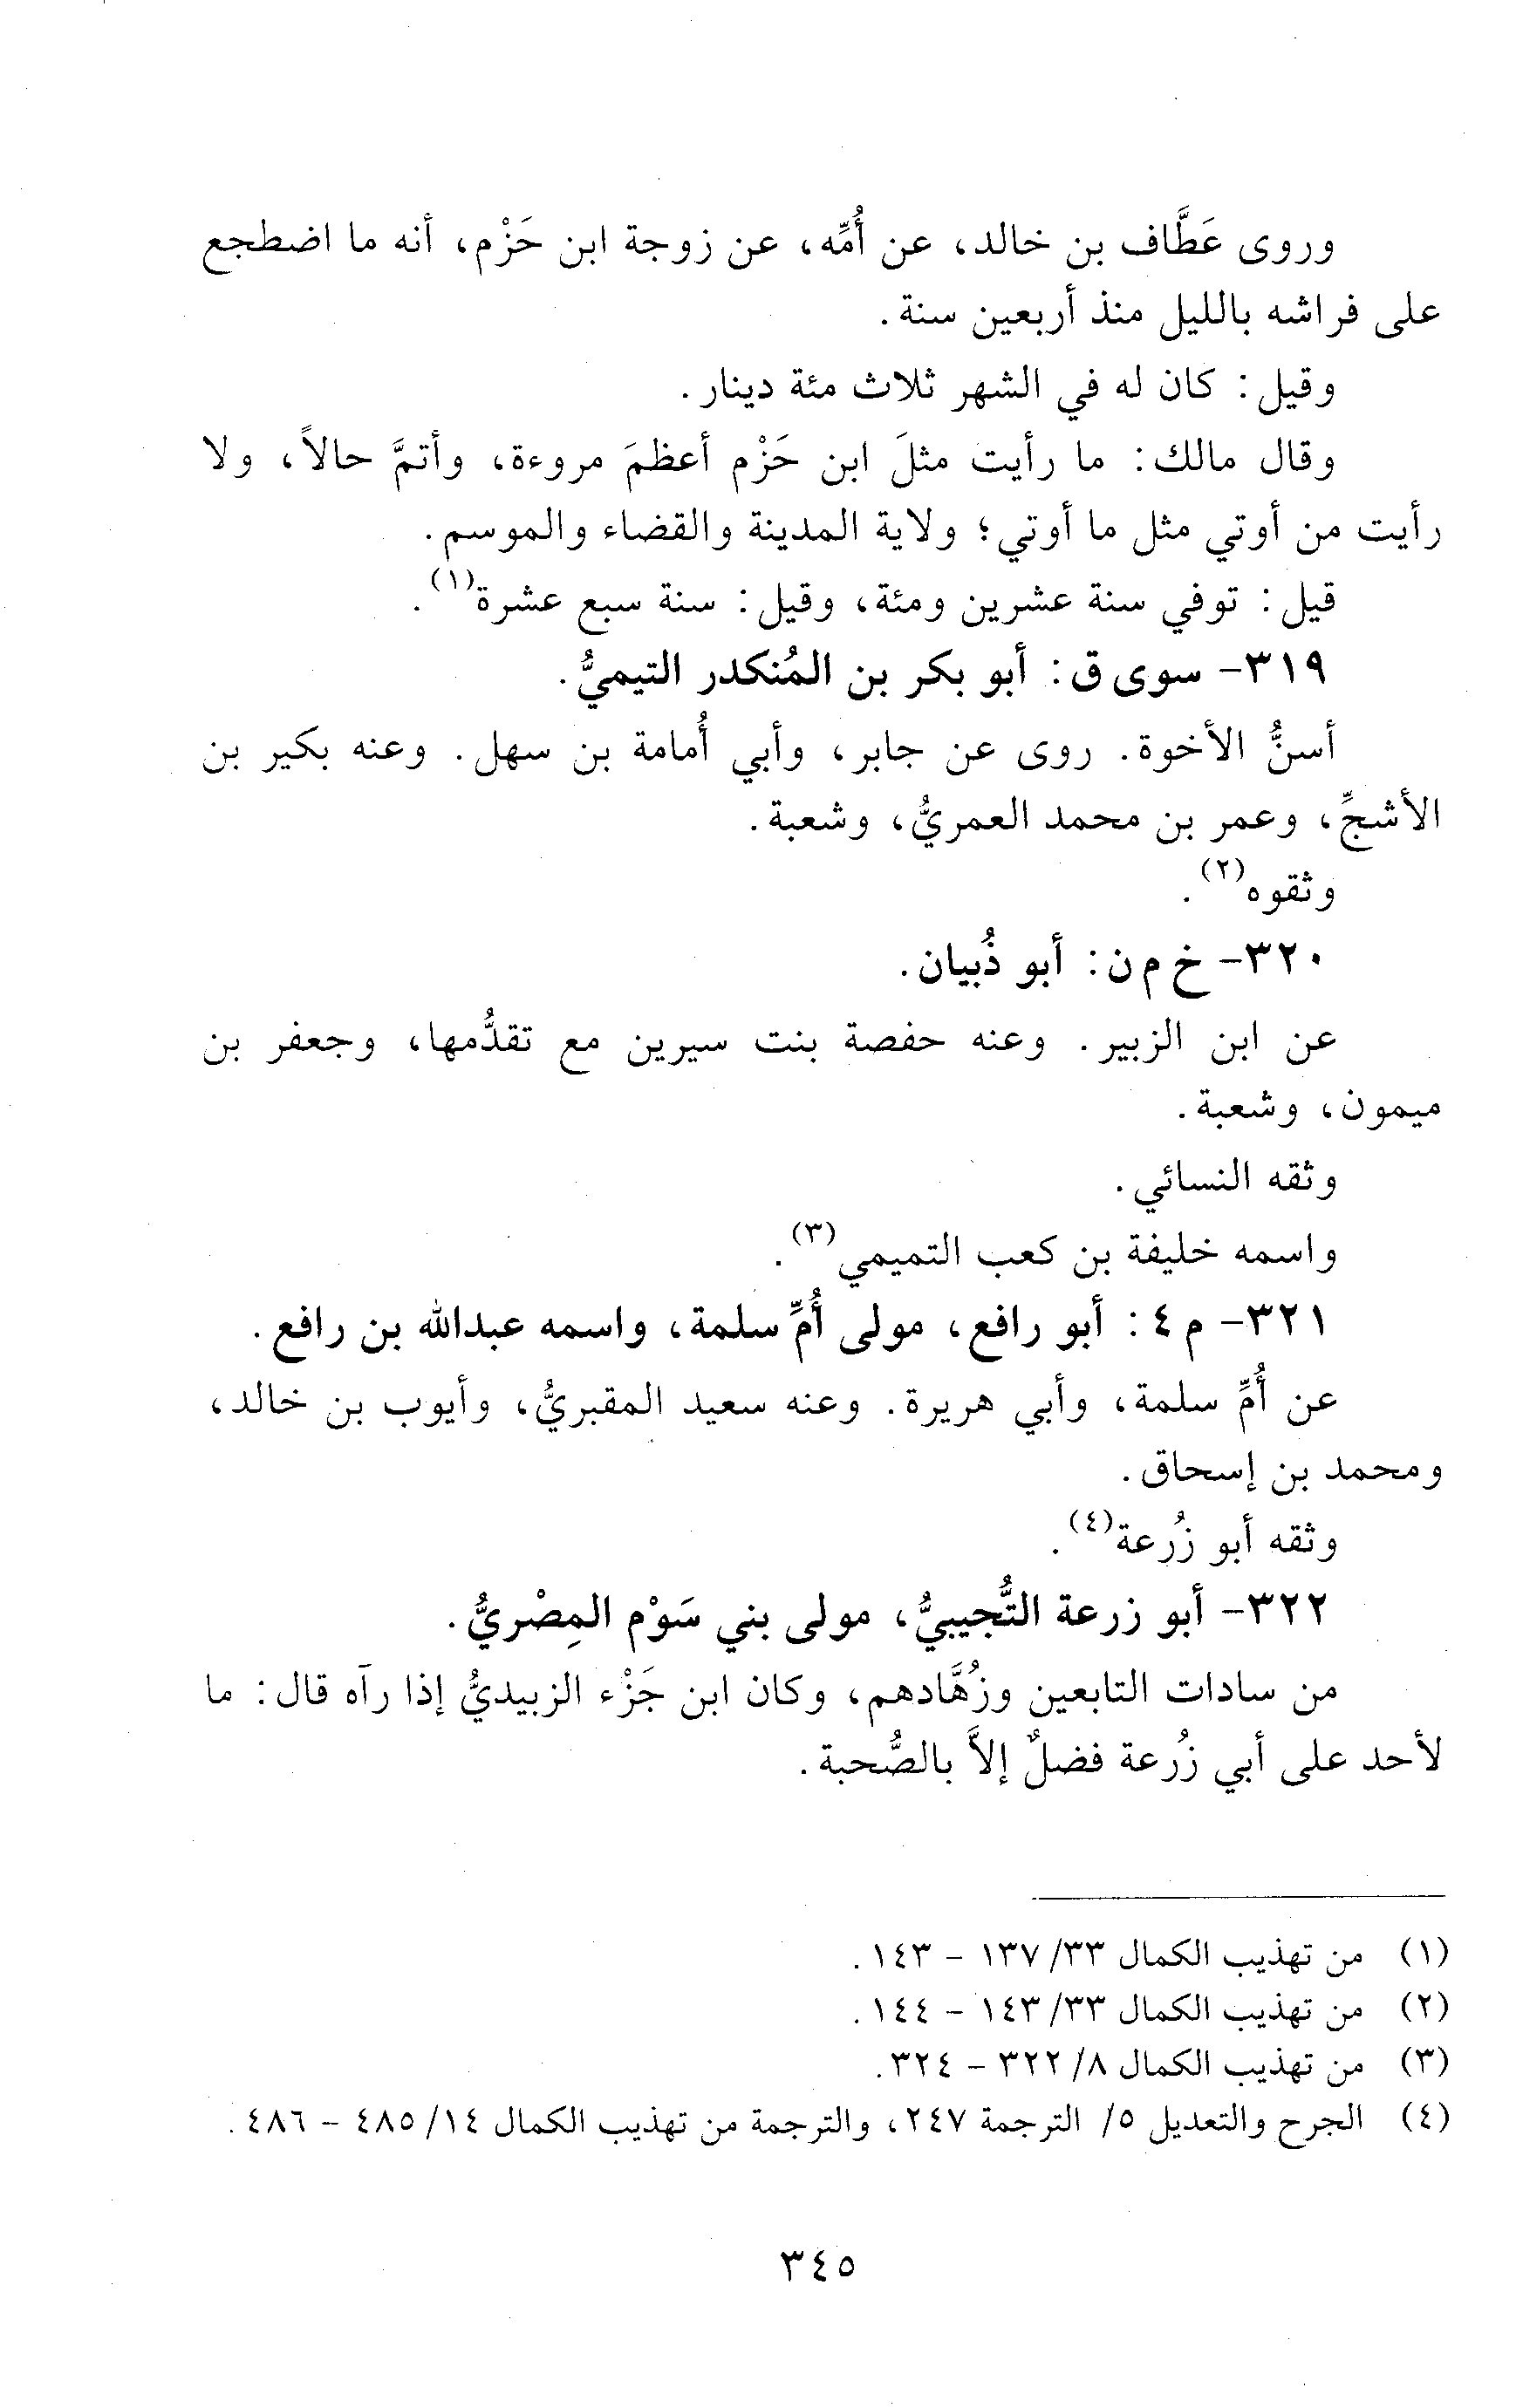 وروى عَطَّاف بن خالد، عن أُمِّه، عن زوجة ابن حَزْم، أنه ما اضطجع
على فراشه بالليل منذ أربعين سنة.
وقيل: كان له في الشهر ثلاث مئة دينار.
وقال مالك: ما رأيت مثلَ ابن حَزْم أعظمَ مروءة، وأتمَّ حالاً، ولا
رأيت من أوتي مثل ما أوتي؛ ولاية المدينة والقضاء والموسم.
قيل: توفي سنة عشرين ومئة، وقيل: سنة سبع عشرة(١).
٣١٩- سوى ق: أبو بكر بن المُنكدر التيميُّ.
أسنُّ الأخوة. روى عن جابر، وأبي أُمامة بن سهل. وعنه بكير بن
الأشجِّ، وعمر بن محمد العمريُّ، وشعبة.
وثقوه(٢).
٣٢٠- خ م ن: أبو ذُبيان.
عن ابن الزبير. وعنه حفصة بنت سيرين مع تقدُّمها، وجعفر بن
ميمون، وشعبة.
وثقه النسائي.
واسمه خليفة بن كعب التميمي(٣).
٣٢١- م ٤: أبو رافع، مولى أُمِّ سلمة، واسمه عبدالله بن رافع.
عن أُمِّ سلمة، وأبي هريرة. وعنه سعيد المقبريُّ، وأيوب بن خالد،
ومحمد بن إسحاق.
وثقه أبو زُرعة(٤).
٣٢٢- أبو زرعة التُّجيبيُّ، مولى بني سَوْم المِصْريُّ.
من سادات التابعين وزُهَّادهم، وكان ابن جَزْء الزبيديُّ إذا رآه قال: ما
لأحد على أبي زُرعة فضلٌ إلاَّ بالصُّحبة.
(١) من تهذيب الكمال ٣٣/ ١٣٧ - ١٤٣.
(٢) من تهذيب الكمال ٣٣/ ١٤٣ - ١٤٤.
(٣) من تهذيب الكمال ٨/ ٣٢٢ - ٣٢٤.
(٤) الجرح والتعديل ٥/ الترجمة ٢٤٧، والترجمة من تهذيب الكمال ١٤/ ٤٨٥ - ٤٨٦.
٣٤٥